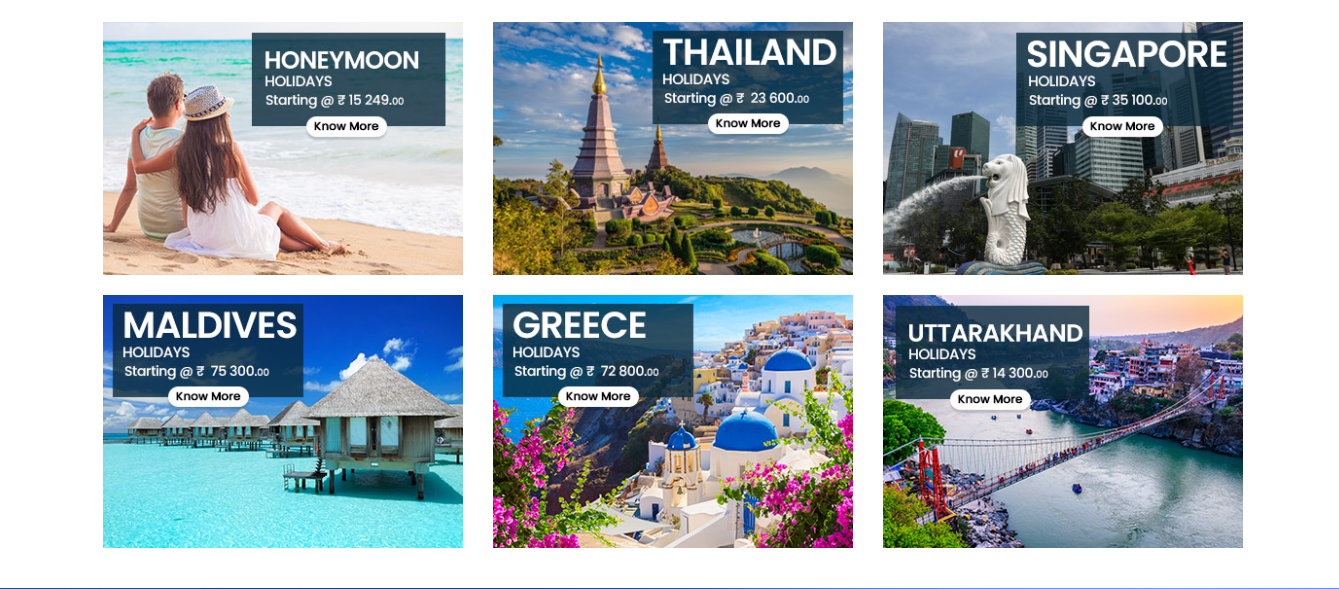 HONEYMOON
HOLIDAYS
Starting @ ₹ 15 249.00
Know More
THAILAND
HOLIDAYS
Starting @ ₹ 23 600.00
Know More
SINGAPORE
HOLIDAYS
Starting @ ₹ 35 100.00
Know More
MALDIVES
HOLIDAYS
Starting @ ₹ 75 300.00
Know More
GREECE
HOLIDAYS
Starting @ ₹ 72 800.00
Know More
UTTARAKHAND
HOLIDAYS
Starting @ ₹ 14 300.00
Know More